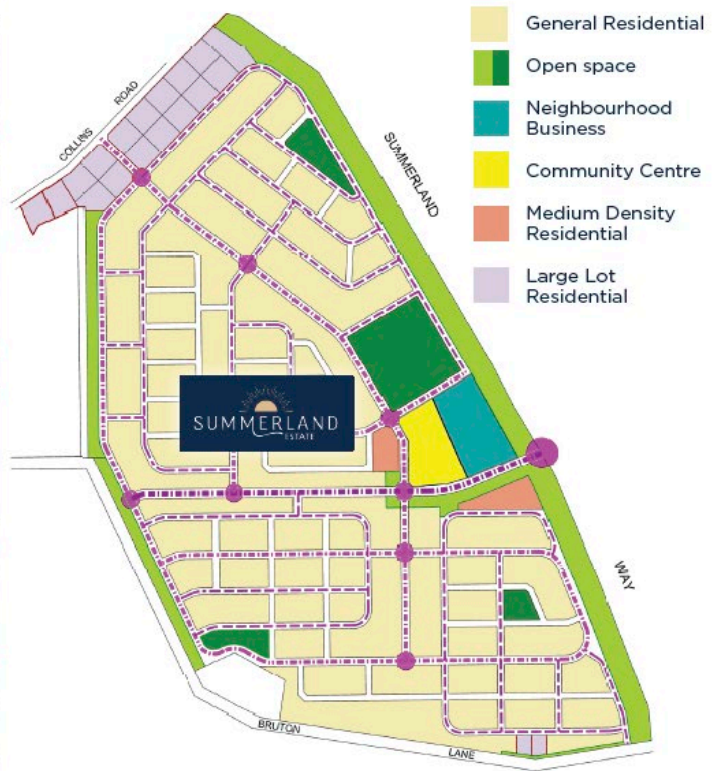 General Residential
Open space
Neighbourhood
Business
Community Centre
Medium Density
Residential
Large Lot
Residential
COLLINS ROAD
SUMMERLAND
SUMMERLAND
ESTATE
WAY
BRUTON LANE